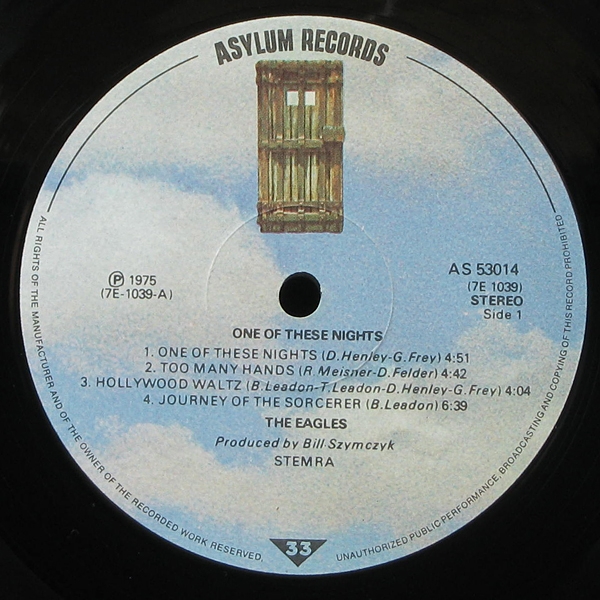 ASYLUM RECORDS
℗ 1975
(7E-1039-A)
AS 53014
(7E 1039)
STEREO
Side 1
ONE OF THESE NIGHTS
1. ONE OF THESE NIGHTS (D.Henley-G.Frey) 4:51
2. TOO MANY HANDS (R.Meisner-D.Felder) 4:42
3. HOLLYWOOD WALTZ (B.Leadon-T.Leadon-D.Henley-G.Frey) 4:04
4. JOURNEY OF THE SORCERER (B.Leadon) 6:39
THE EAGLES
Produced by Bill Szymczyk
STEMRA
33
ALL RIGHTS OF THE MANUFACTURER AND OF THE OWNER OF THE RECORDED WORK RESERVED.
UNAUTHORIZED PUBLIC PERFORMANCE, BROADCASTING AND COPYING OF THIS RECORD PROHIBITED